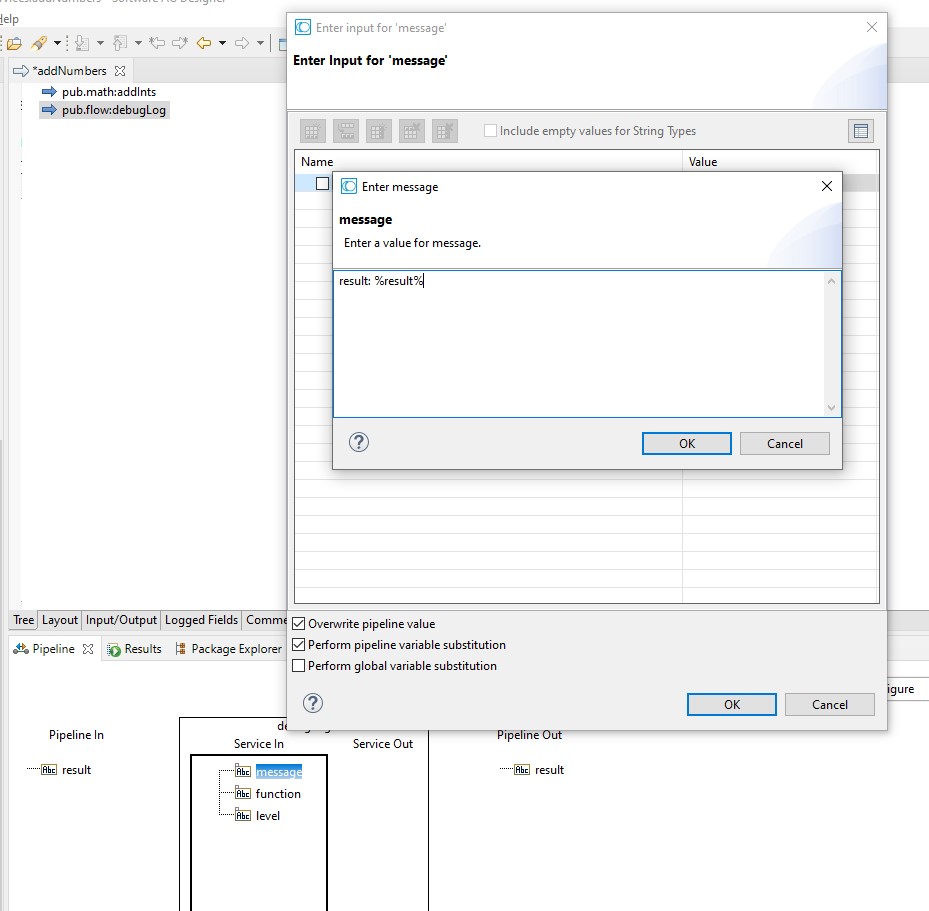 Help
*addNumbers
pub.math:addInts
pub.flow:debugLog
Enter input for 'message'
Enter Input for 'message'
Include empty values for String Types
Name
Value
Enter message
message
Enter a value for message.
result: %result%
OK
Cancel
Tree
Layout
Input/Output
Logged Fields
Comme
Overwrite pipeline value
Perform pipeline variable substitution
Perform global variable substitution
OK
Cancel
Pipeline
Results
Package Explorer
igure
Pipeline In
Service In
Service Out
Pipeline Out
result
message
function
level
result